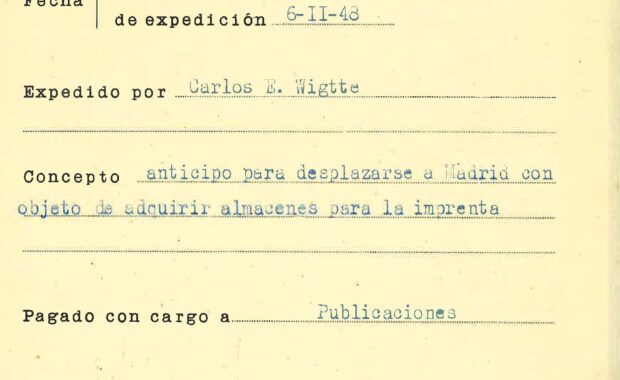 Fecha
de expedición 6-II-48
Expedido por Carlos E. Wigtte
Concepto anticipo para desplazarse a Madrid con
objeto de adquirir almacenes para la imprenta
Pagado con cargo a Publicaciones